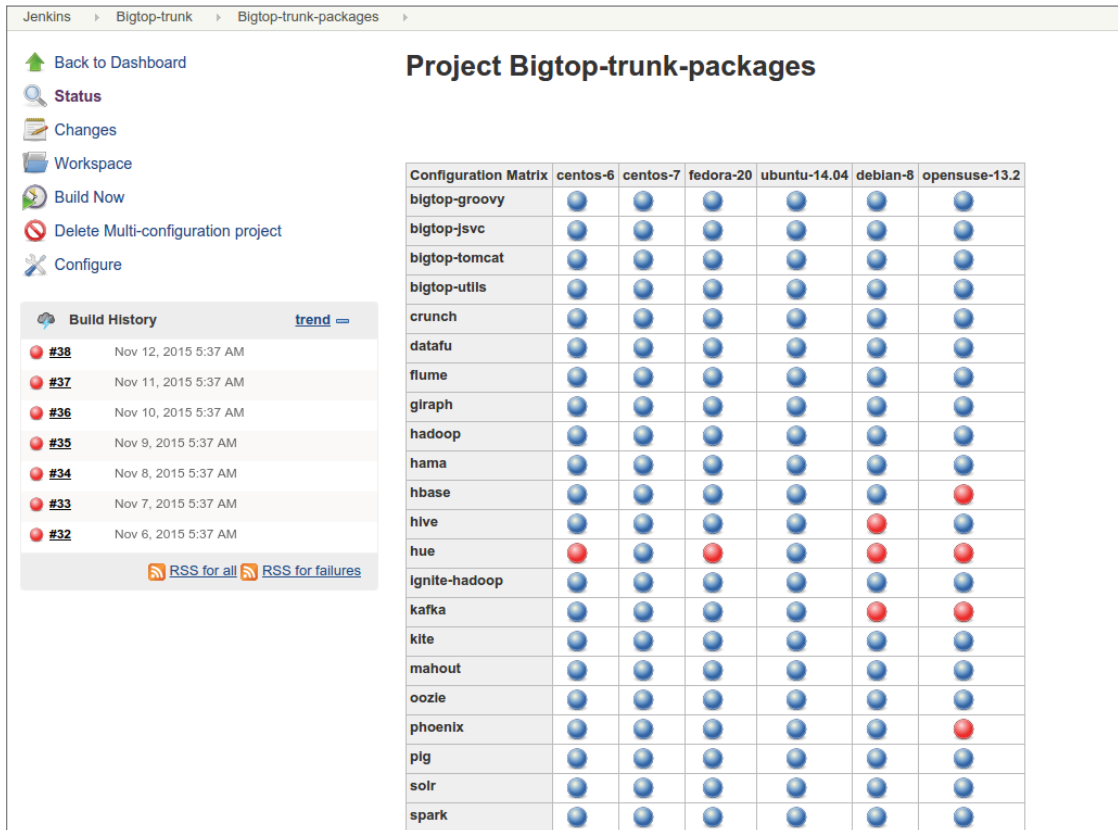 Jenkins Bigtop-trunk Bigtop-trunk-packages
Back to Dashboard
Status
Changes
Workspace
Build Now
Delete Multi-configuration project
Configure
Build History trend
#38 Nov 12, 2015 5:37 AM
#37 Nov 11, 2015 5:37 AM
#36 Nov 10, 2015 5:37 AM
#35 Nov 9, 2015 5:37 AM
#34 Nov 8, 2015 5:37 AM
#33 Nov 7, 2015 5:37 AM
#32 Nov 6, 2015 5:37 AM
RSS for all RSS for failures
Project Bigtop-trunk-packages
Configuration Matrix centos-6 centos-7 fedora-20 ubuntu-14.04 debian-8 opensuse-13.2
bigtop-groovy
bigtop-jsvc
bigtop-tomcat
bigtop-utils
crunch
datafu
flume
giraph
hadoop
hama
hbase
hive
hue
ignite-hadoop
kafka
kite
mahout
oozie
phoenix
pig
solr
spark